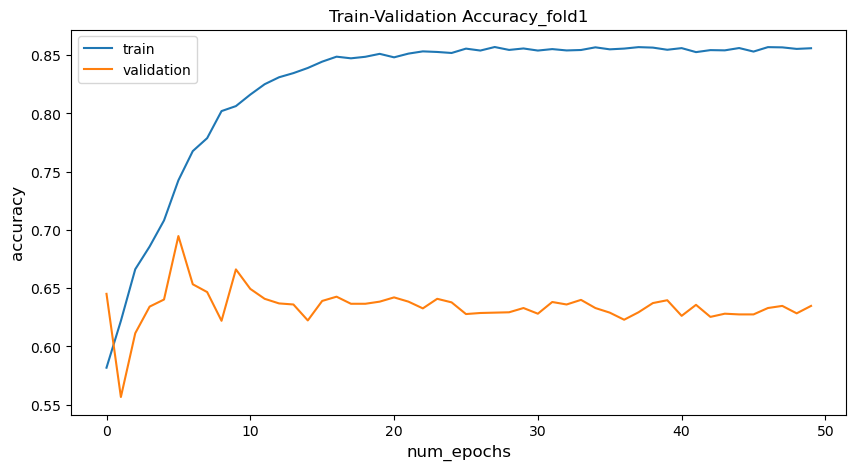 Train-Validation Accuracy_fold1
train
validation
accuracy
0.85
0.80
0.75
0.70
0.65
0.60
0.55
0 10 20 30 40 50
num_epochs